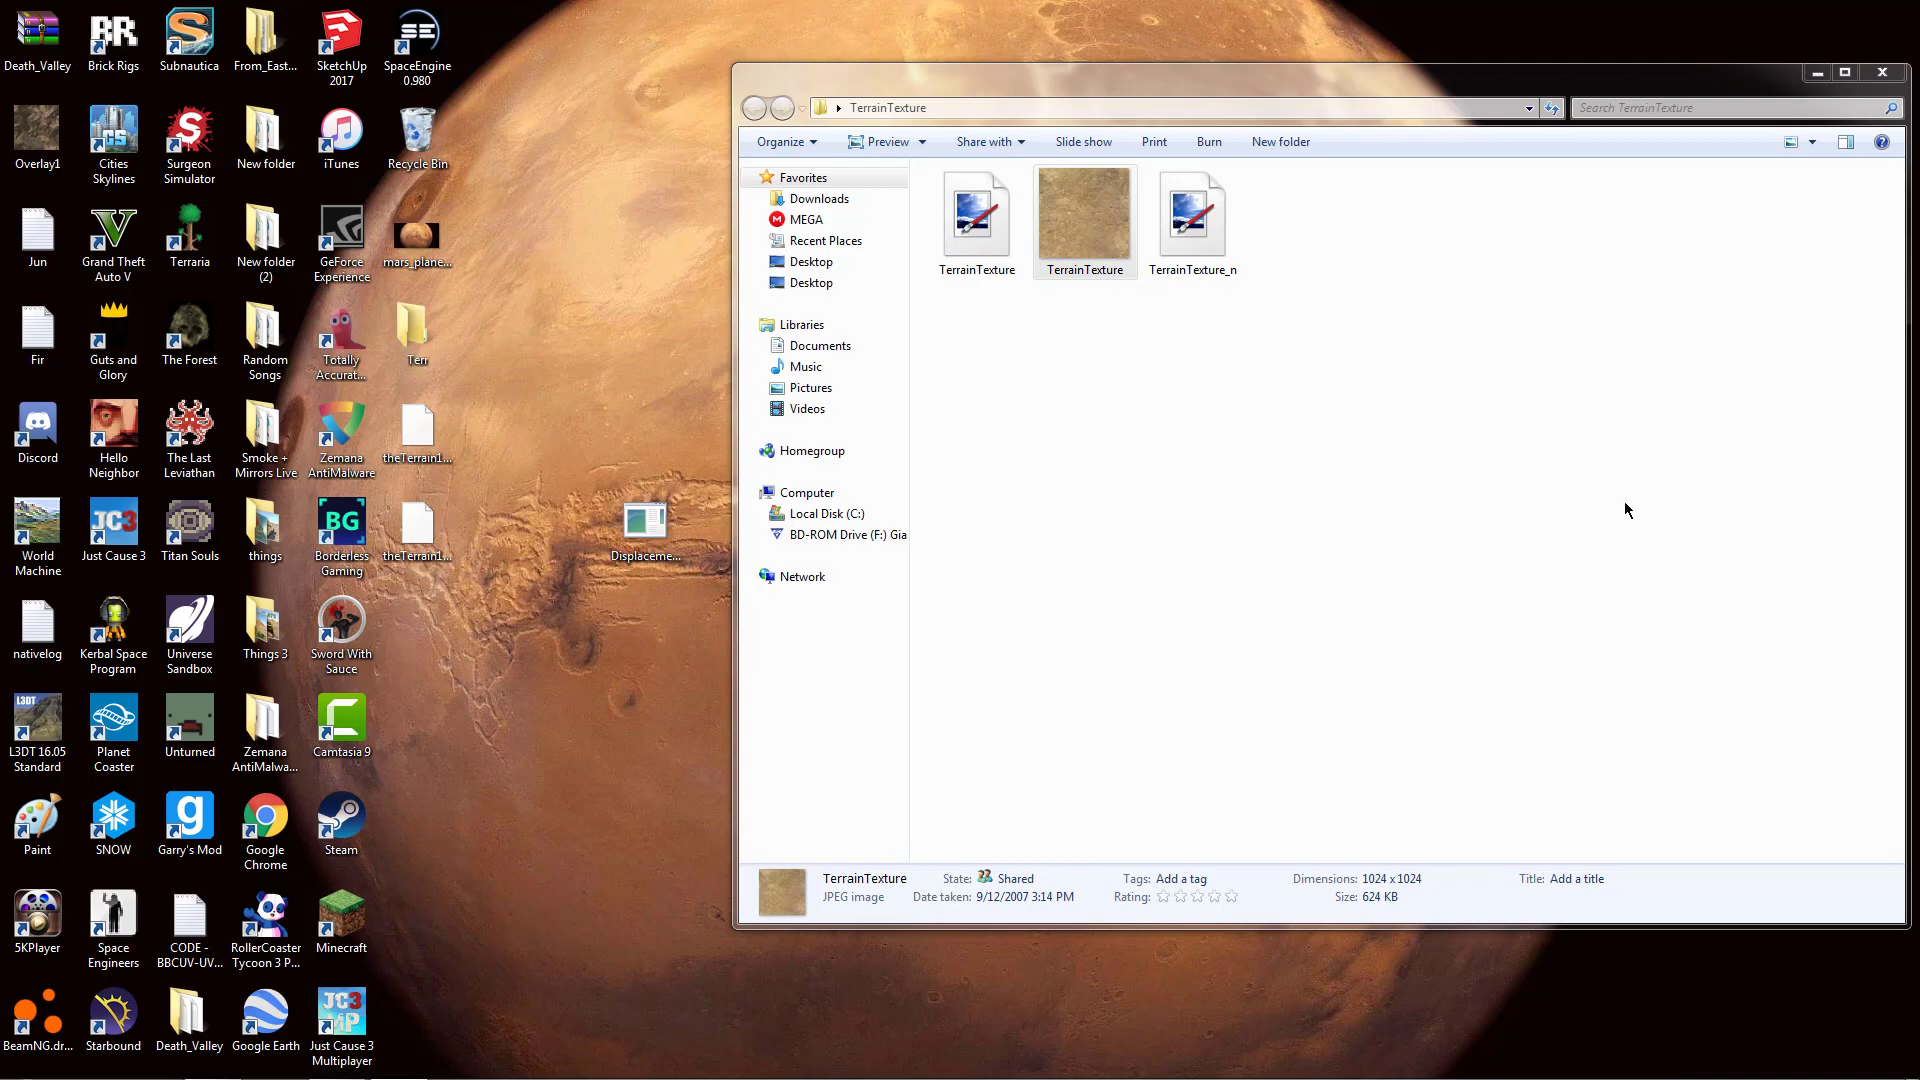 Death_Valley
Brick Rigs
Subnautica
From_East...
SketchUp
2017
SpaceEngine
0.980
Overlay1
Cities
Skylines
Surgeon
Simulator
New folder
iTunes
Recycle Bin
Jun
Grand Theft
Auto V
Terraria
New folder
(2)
GeForce
Experience
mars_plane...
Fir
Guts and
Glory
The Forest
Random
Songs
Totally
Accurat...
Terr
Discord
Hello
Neighbor
The Last
Leviathan
Smoke +
Mirrors Live
Zemana
AntiMalware
theTerrain1...
World
Machine
Just Cause 3
Titan Souls
things
Borderless
Gaming
theTerrain1...
Displaceme...
nativelog
Kerbal Space
Program
Universe
Sandbox
Things 3
Sword With
Sauce
L3DT 16.05
Standard
Planet
Coaster
Unturned
Zemana
AntiMalwa...
Camtasia 9
Paint
SNOW
Garry's Mod
Google
Chrome
Steam
5KPlayer
Space
Engineers
CODE -
BBCUV-UV...
RollerCoaster
Tycoon 3 P...
Minecraft
BeamNG.dr...
Starbound
Death_Valley
Google Earth
Just Cause 3
Multiplayer
BR
SE
CS
S
V
JC3
BG
L3DT
C
g
JC3
MP
TerrainTexture
Search TerrainTexture
Organize
Preview
Share with
Slide show
Print
Burn
New folder
Favorites
Downloads
MEGA
Recent Places
Desktop
Desktop
Libraries
Documents
Music
Pictures
Videos
Homegroup
Computer
Local Disk (C:)
BD-ROM Drive (F:) Gia
Network
TerrainTexture
TerrainTexture
TerrainTexture_n
TerrainTexture
JPEG image
State: Shared
Date taken: 9/12/2007 3:14 PM
Tags: Add a tag
Rating:
Dimensions: 1024 x 1024
Size: 624 KB
Title: Add a title